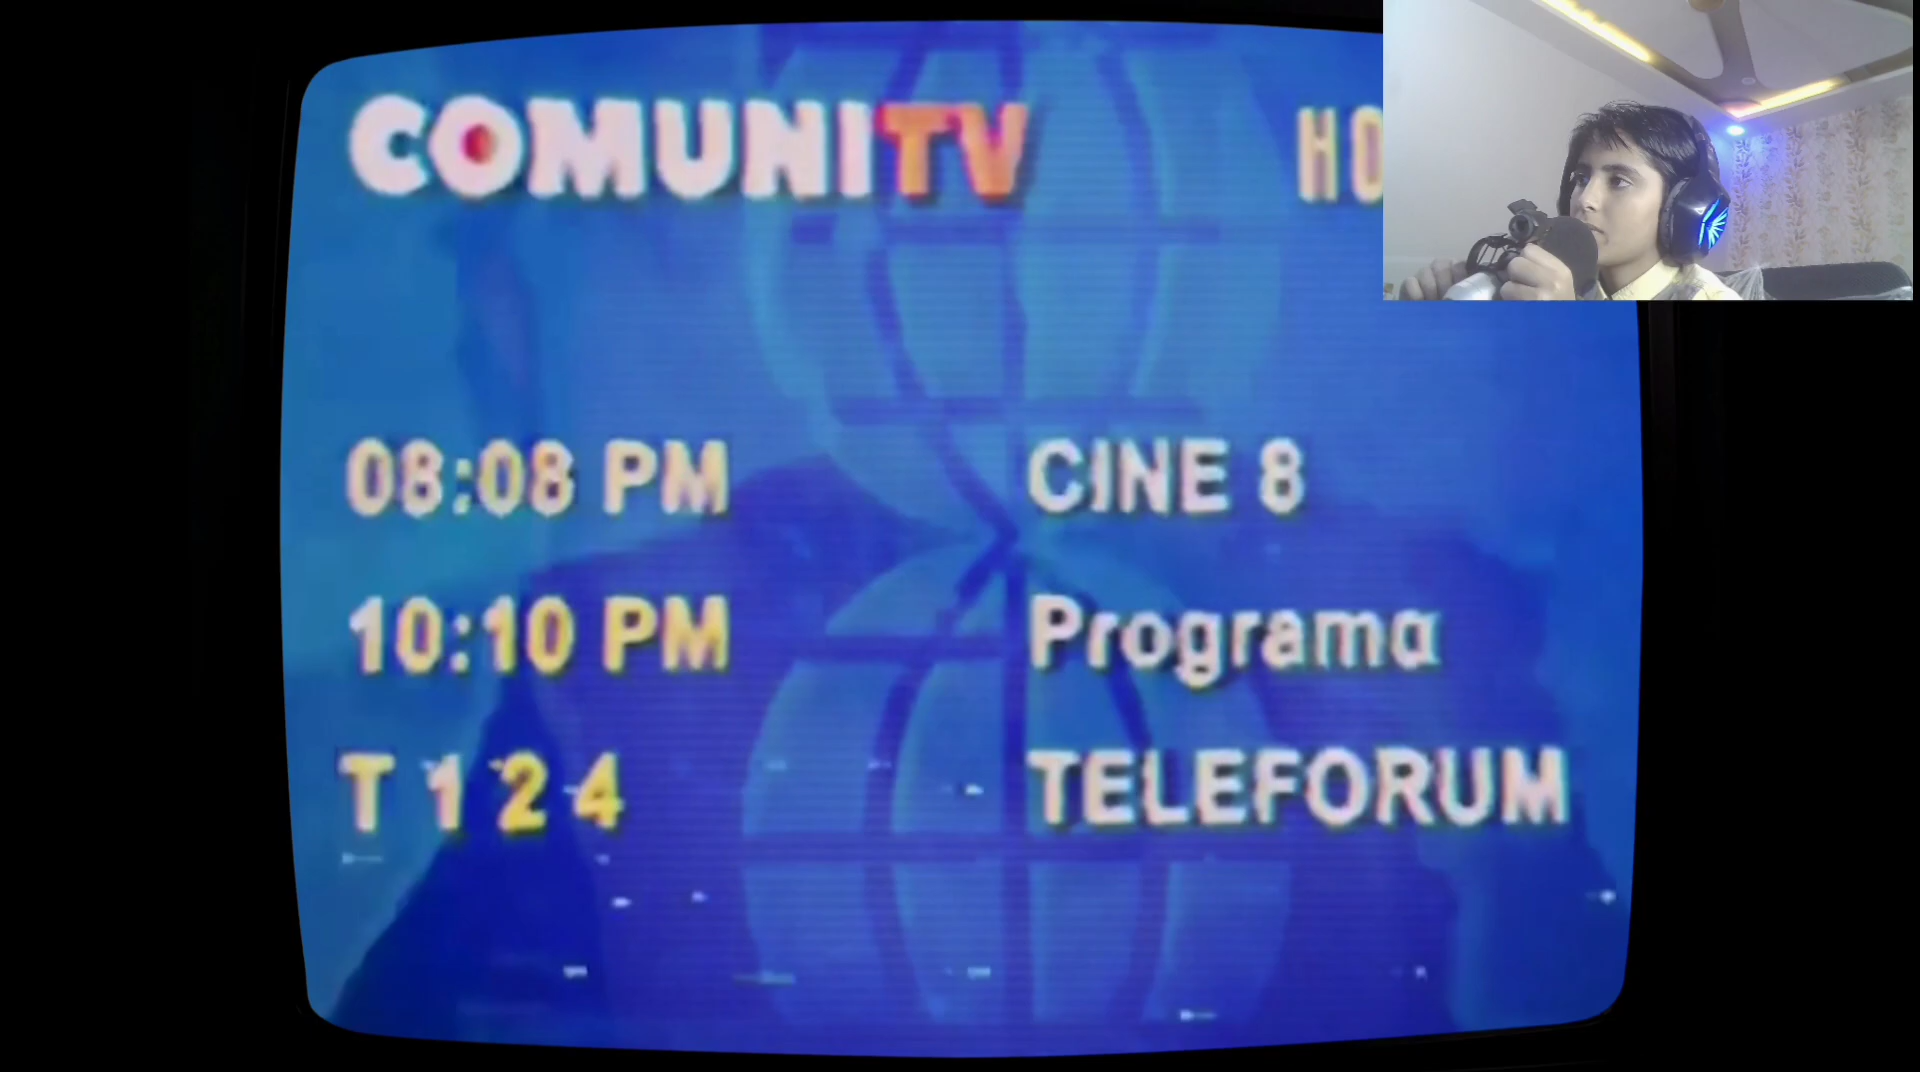 COMUNITV
08:08 PM CINE 8
10:10 PM Programa
T 1 2 4 TELEFORUM